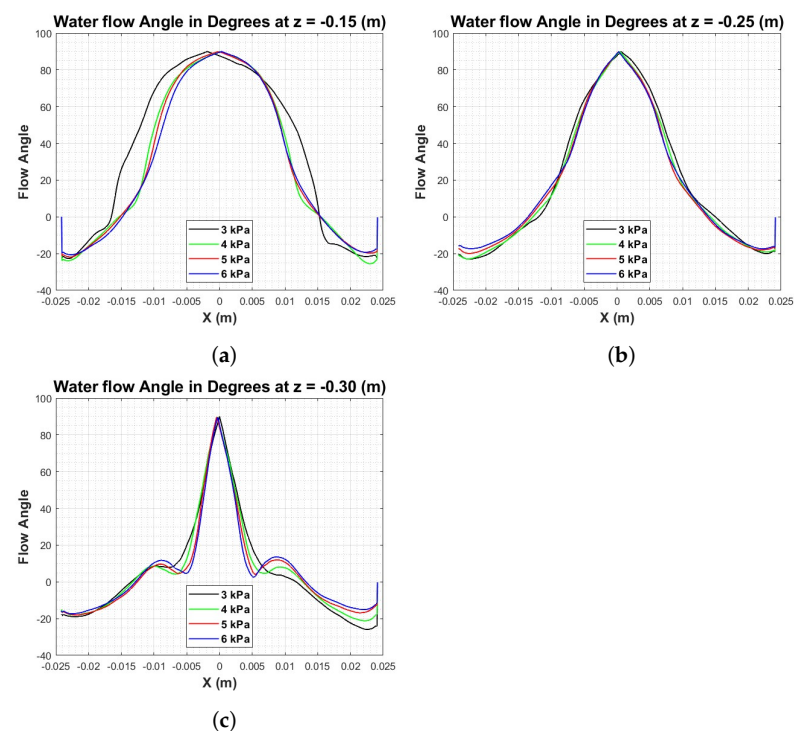 Water flow Angle in Degrees at z = -0.15 (m)
100
80
60
40
20
0
-20
-40
Flow Angle
3 kPa
4 kPa
5 kPa
6 kPa
-0.025 -0.02 -0.015 -0.01 -0.005 0 0.005 0.01 0.015 0.02 0.025
X (m)
(a)
Water flow Angle in Degrees at z = -0.25 (m)
100
80
60
40
20
0
-20
-40
Flow Angle
3 kPa
4 kPa
5 kPa
6 kPa
-0.025 -0.02 -0.015 -0.01 -0.005 0 0.005 0.01 0.015 0.02 0.025
X (m)
(b)
Water flow Angle in Degrees at z = -0.30 (m)
100
80
60
40
20
0
-20
-40
Flow Angle
3 kPa
4 kPa
5 kPa
6 kPa
-0.025 -0.02 -0.015 -0.01 -0.005 0 0.005 0.01 0.015 0.02 0.025
X (m)
(c)